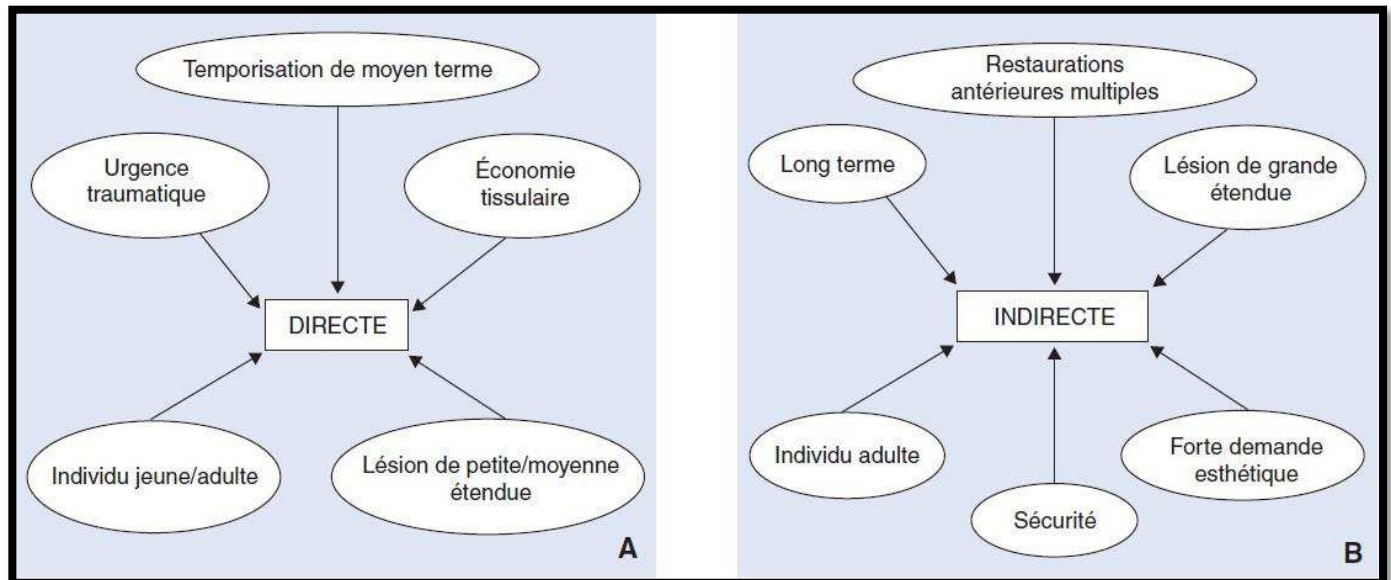 Temporisation de moyen terme
Urgence
traumatique
Économie
tissulaire
DIRECTE
Individu jeune/adulte
Lésion de petite/moyenne
étendue
A
Restaurations
antérieures multiples
Long terme
Lésion de grande
étendue
INDIRECTE
Individu adulte
Sécurité
Forte demande
esthétique
B